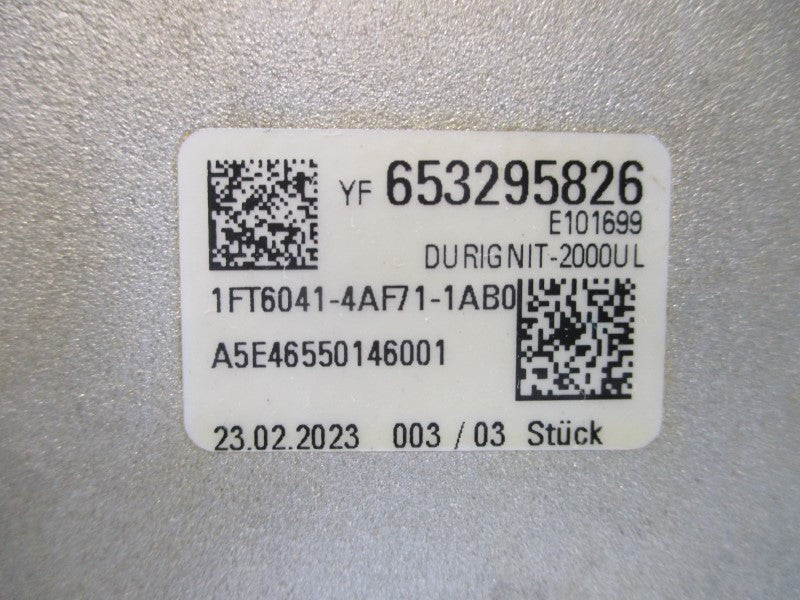 YF 653295826
E101699
DURIGNIT-2000UL
1FT6041-4AF71-1AB0
A5E46550146001
23.02.2023 003 / 03 Stück